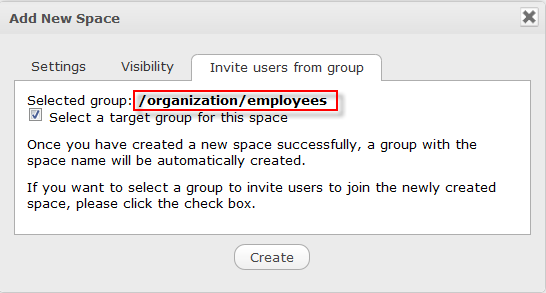 Add New Space
Settings Visibility Invite users from group
Selected group: /organization/employees
Select a target group for this space
Once you have created a new space successfully, a group with the
space name will be automatically created.
If you want to select a group to invite users to join the newly created
space, please click the check box.
Create